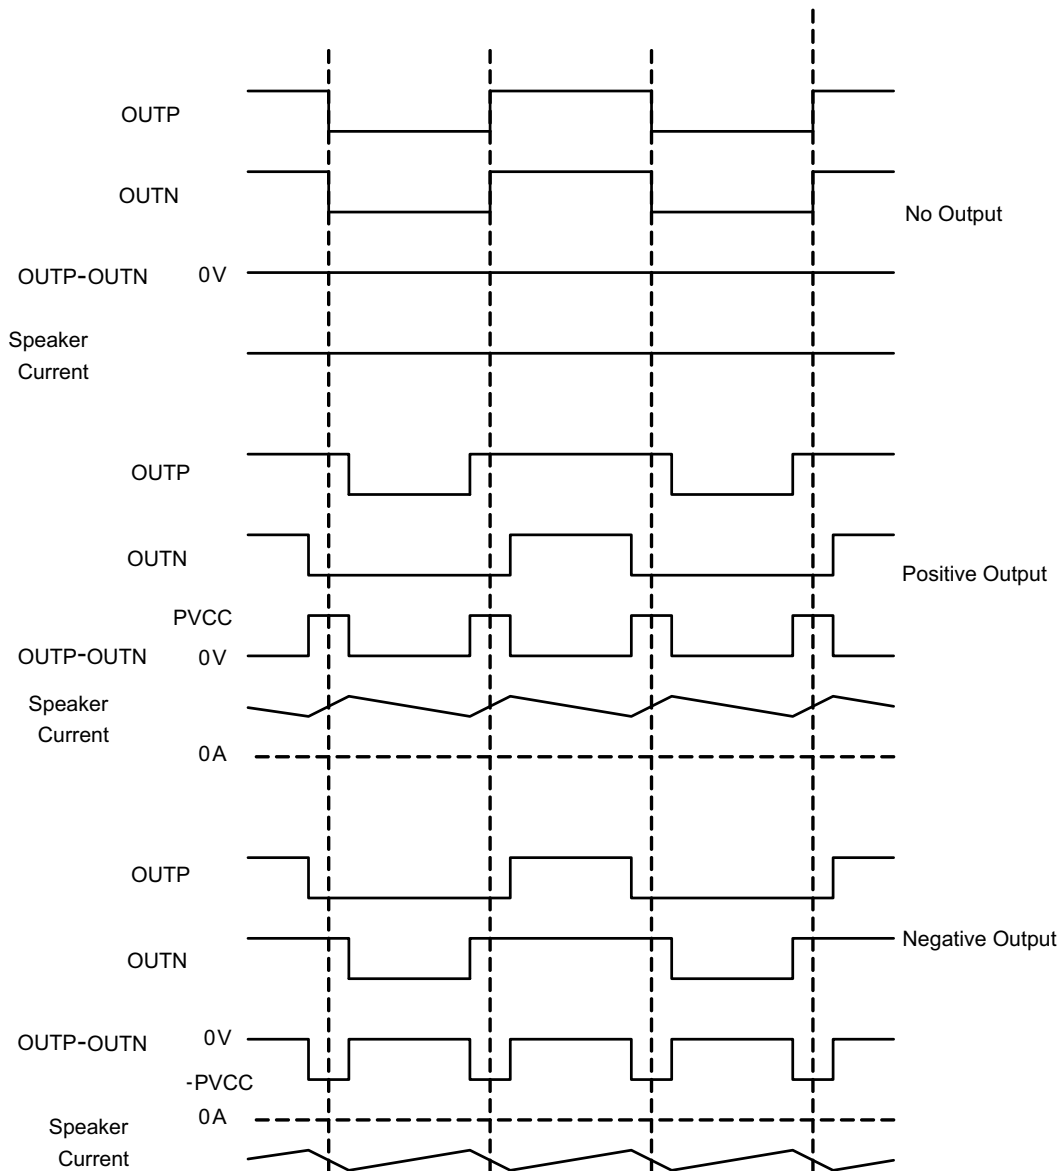 OUTP
OUTN
No Output
OUTP-OUTN 0V
Speaker
Current
OUTP
OUTN
Positive Output
PVCC
OUTP-OUTN 0V
Speaker
Current
0A
OUTP
Negative Output
OUTN
OUTP-OUTN 0V
-PVCC
0A
Speaker
Current